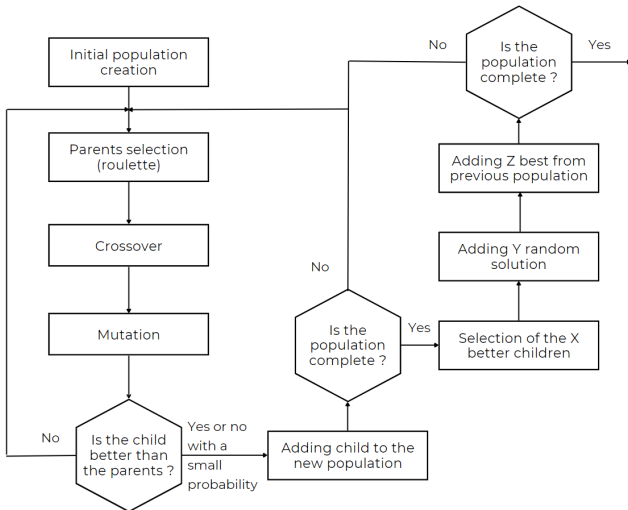 Initial population
creation
Parents selection
(roulette)
Crossover
Mutation
Is the child
better than
the parents ?
No
Yes or no
with a
small
probability
Adding child to the
new population
Is the
population
complete ?
No
Yes
Selection of the X
better children
Adding Y random
solution
Adding Z best from
previous population
Is the
population
complete ?
No
Yes